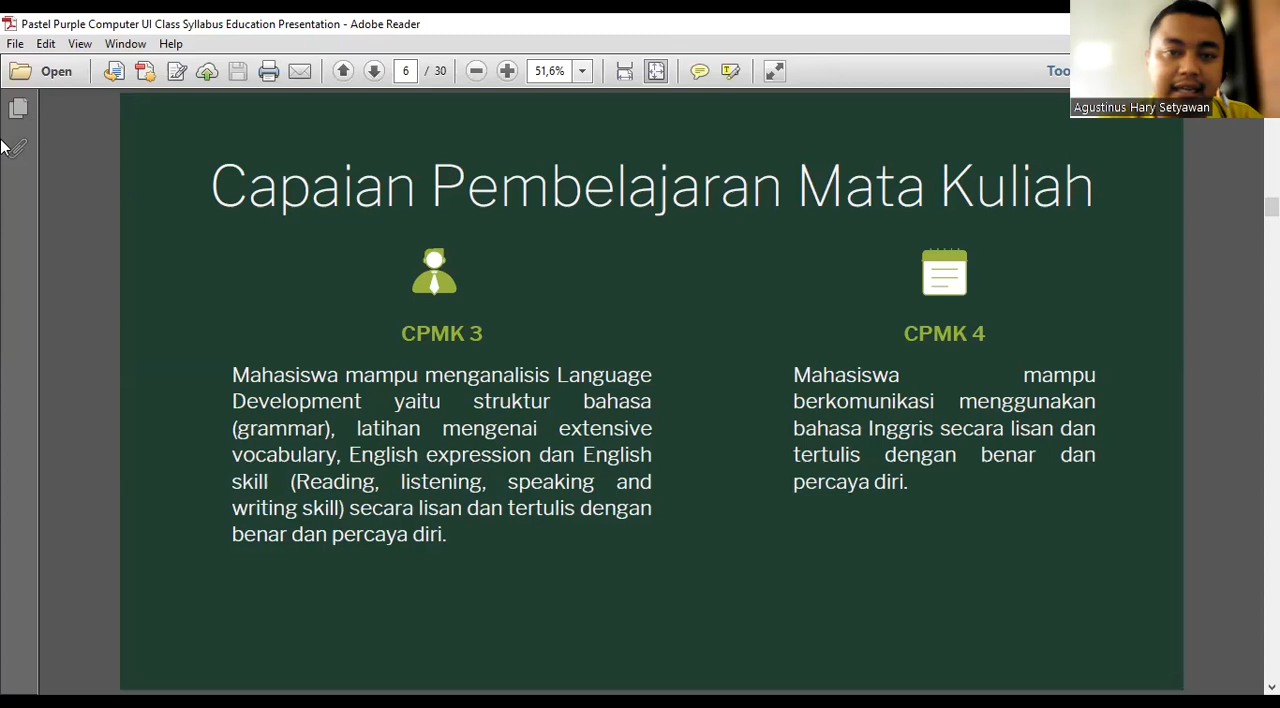 Pastel Purple Computer UI Class Syllabus Education Presentation - Adobe Reader
File Edit View Window Help
Open 6 / 30 51,6% Too
Agustinus Hary Setyawan
Capaian Pembelajaran Mata Kuliah
CPMK 3
Mahasiswa mampu menganalisis Language
Development yaitu struktur bahasa
(grammar), latihan mengenai extensive
vocabulary, English expression dan English
skill (Reading, listening, speaking and
writing skill) secara lisan dan tertulis dengan
benar dan percaya diri.
CPMK 4
Mahasiswa mampu
berkomunikasi menggunakan
bahasa Inggris secara lisan dan
tertulis dengan benar dan
percaya diri.